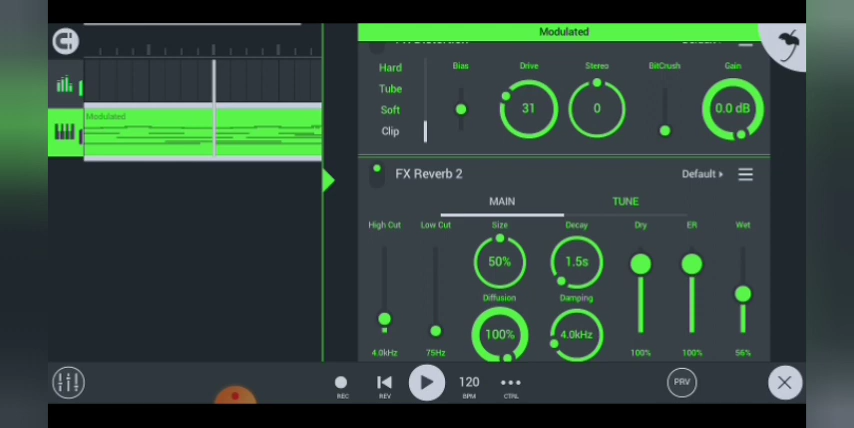 Modulated
Hard
Tube
Soft
Clip
Bias
Drive
Stereo
BitCrush
Gain
31
0
0.0 dB
Modulated
FX Reverb 2
Default
MAIN
TUNE
High Cut
Low Cut
Size
Decay
Dry
ER
Wet
50%
1.5s
Diffusion
Damping
100%
4.0kHz
4.0kHz
75Hz
100%
100%
56%
REC
REV
120
BPM
CTRL
PRV